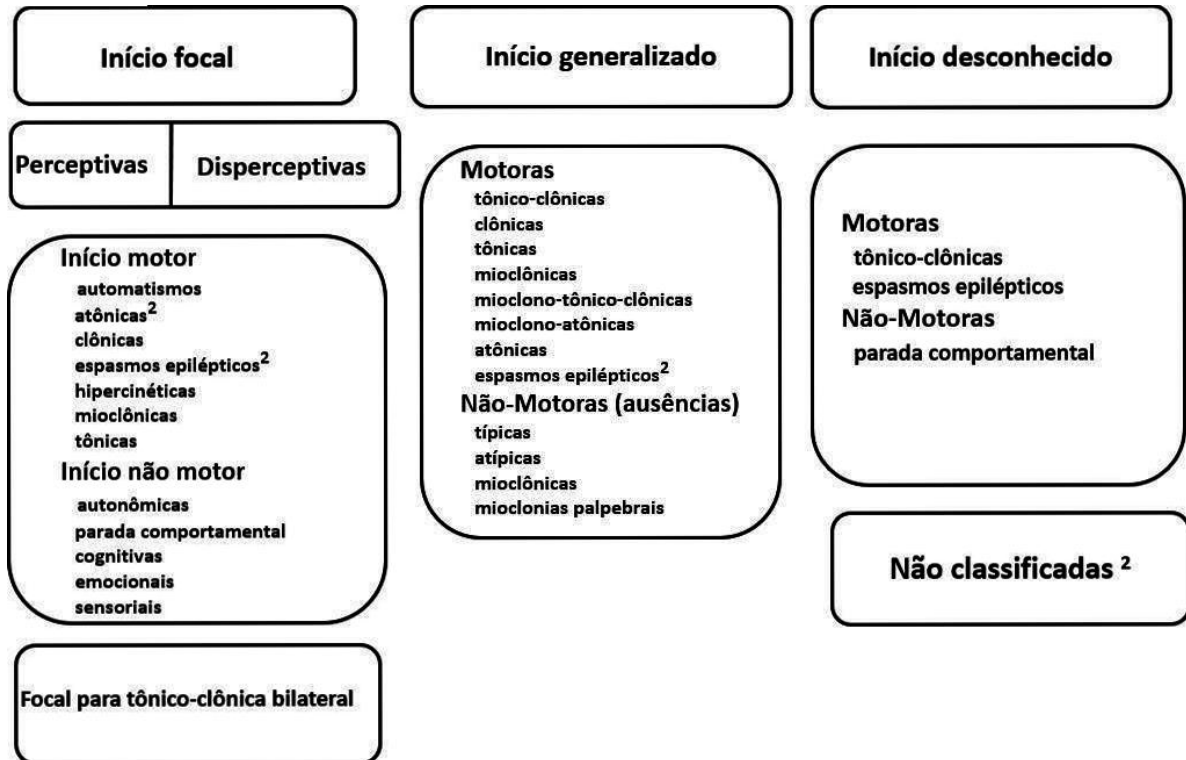 Início focal
Perceptivas
Disperceptivas
Início motor
automatismos
atônicas²
clônicas
espasmos epilépticos²
hipercinéticas
mioclônicas
tônicas
Início não motor
autonômicas
parada comportamental
cognitivas
emocionais
sensoriais
Focal para tônico-clônica bilateral
Início generalizado
Motoras
tônico-clônicas
clônicas
tônicas
mioclônicas
mioclono-tônico-clônicas
mioclono-atônicas
atônicas
espasmos epilépticos²
Não-Motoras (ausências)
típicas
atípicas
mioclônicas
mioclonias palpebrais
Início desconhecido
Motoras
tônico-clônicas
espasmos epilépticos
Não-Motoras
parada comportamental
Não classificadas ²